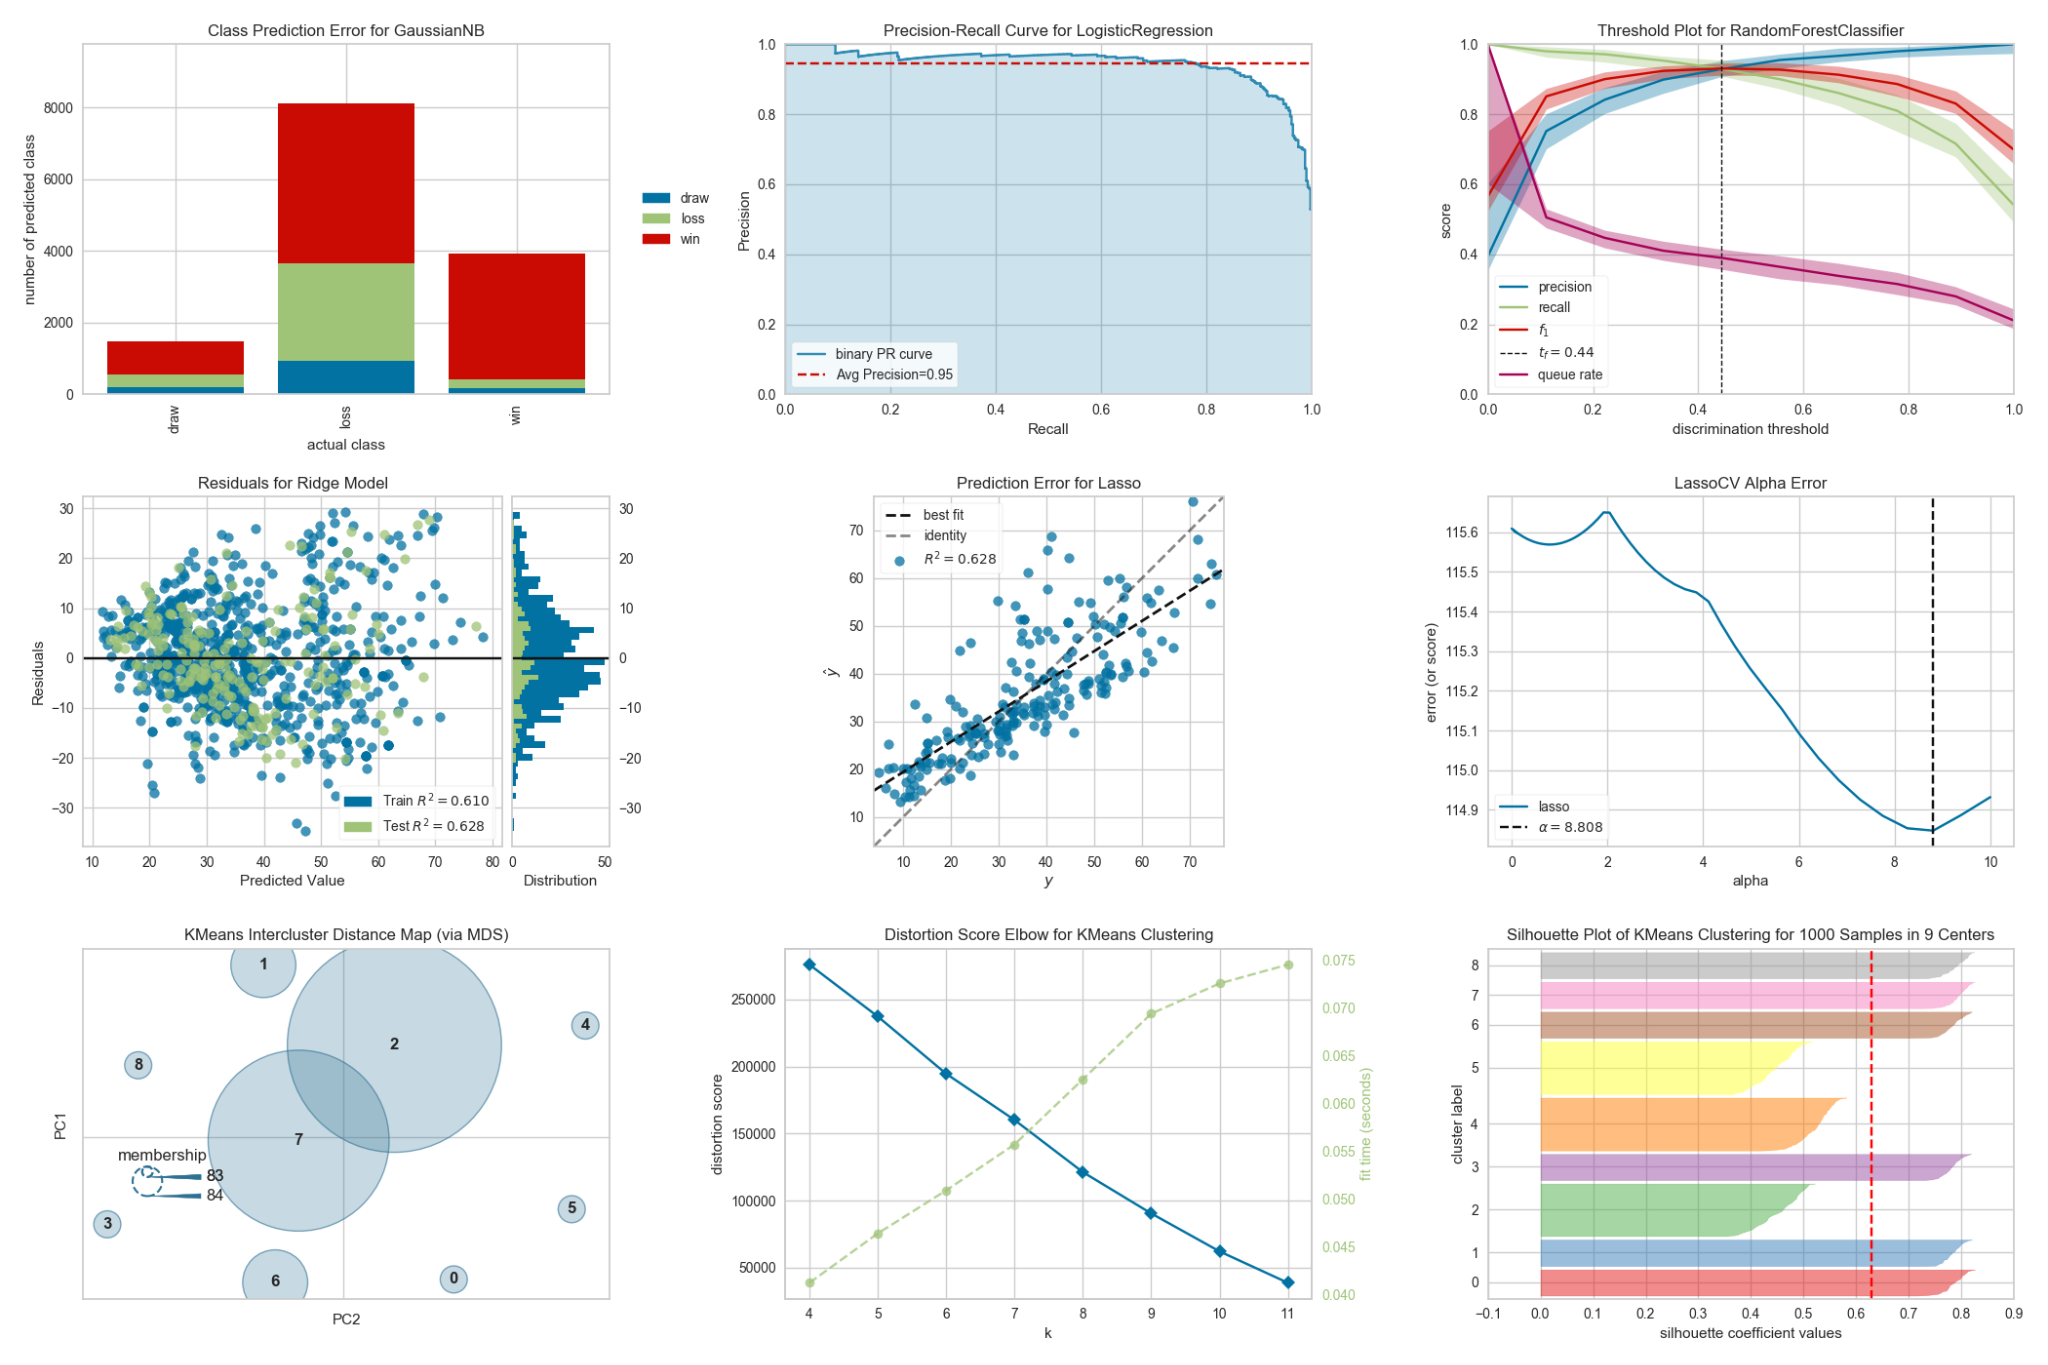 Class Prediction Error for GaussianNB
number of predicted class
8000
6000
4000
2000
0
draw
loss
win
actual class
draw
loss
win
Precision-Recall Curve for LogisticRegression
Precision
1.0
0.8
0.6
0.4
0.2
0.0
binary PR curve
Avg Precision=0.95
0.0 0.2 0.4 0.6 0.8 1.0
Recall
Threshold Plot for RandomForestClassifier
score
1.0
0.8
0.6
0.4
0.2
0.0
precision
recall
f₁
t_f = 0.44
queue rate
0.0 0.2 0.4 0.6 0.8 1.0
discrimination threshold
Residuals for Ridge Model
Residuals
30
20
10
0
−10
−20
−30
Train R² = 0.610
Test R² = 0.628
10 20 30 40 50 60 70 80
Predicted Value
30
20
10
0
−10
−20
−30
0 50
Distribution
Prediction Error for Lasso
ŷ
70
60
50
40
30
20
10
best fit
identity
R² = 0.628
10 20 30 40 50 60 70
y
LassoCV Alpha Error
error (or score)
115.6
115.5
115.4
115.3
115.2
115.1
115.0
114.9
lasso
α = 8.808
0 2 4 6 8 10
alpha
KMeans Intercluster Distance Map (via MDS)
PC1
1
2
4
8
7
membership
83
84
3
5
6
0
PC2
Distortion Score Elbow for KMeans Clustering
distortion score
250000
200000
150000
100000
50000
4 5 6 7 8 9 10 11
k
0.075
0.070
0.065
0.060
0.055
0.050
0.045
0.040
fit time (seconds)
Silhouette Plot of KMeans Clustering for 1000 Samples in 9 Centers
cluster label
8
7
6
5
4
3
2
1
0
−0.1 0.0 0.1 0.2 0.3 0.4 0.5 0.6 0.7 0.8 0.9
silhouette coefficient values